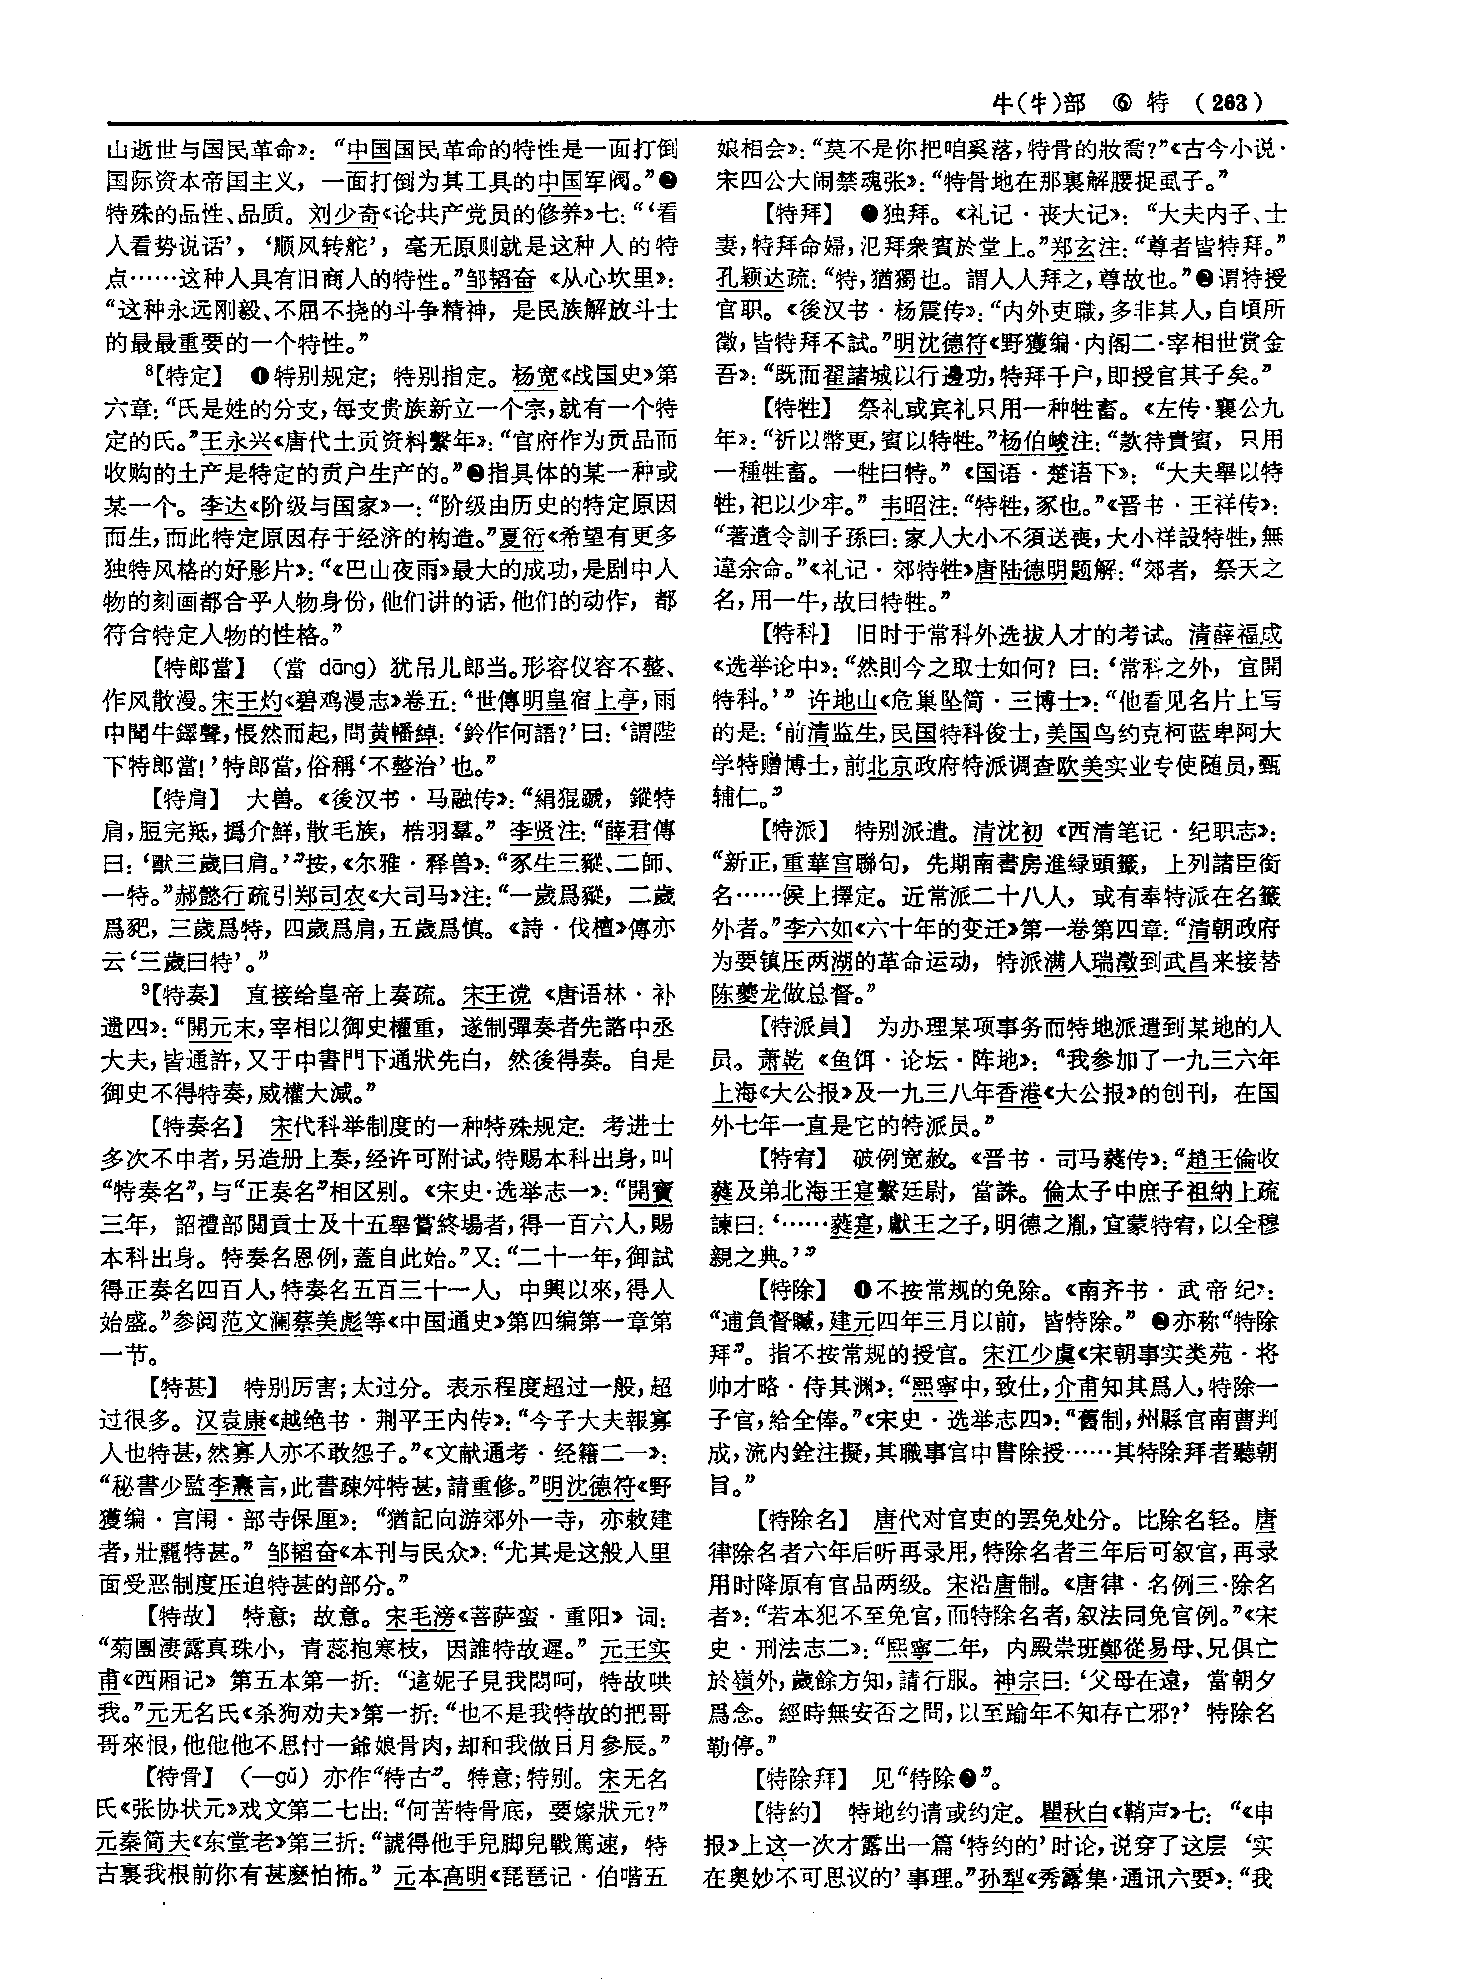 牛(牜)部 ⑥ 特 (263)
山逝世与国民革命》：“中国国民革命的特性是一面打倒
国际资本帝国主义，一面打倒为其工具的中国军阀。”❷
特殊的品性、品质。刘少奇《论共产党员的修养》七：“‘看
人看势说话’，‘顺风转舵’，毫无原则就是这种人的特
点……这种人具有旧商人的特性。”邹韬奋《从心坎里》：
“这种永远刚毅、不屈不挠的斗争精神，是民族解放斗士
的最最重要的一个特性。”
⁸【特定】 ❶特别规定；特别指定。杨宽《战国史》第
六章：“氏是姓的分支，每支贵族新立一个宗，就有一个特
定的氏。”王永兴《唐代土贡资料繫年》：“官府作为贡品而
收购的土产是特定的贡户生产的。”❷指具体的某一种或
某一个。李达《阶级与国家》一：“阶级由历史的特定原因
而生，而此特定原因存于经济的构造。”夏衍《希望有更多
独特风格的好影片》：“《巴山夜雨》最大的成功，是剧中人
物的刻画都合乎人物身份，他们讲的话，他们的动作，都
符合特定人物的性格。”
【特郎當】 （當 dāng）犹吊儿郎当。形容仪容不整、
作风散漫。宋王灼《碧鸡漫志》卷五：“世傳明皇宿上亭，雨
中聞牛鐸聲，悵然而起，問黄幡綽：‘鈴作何語？’曰：‘謂陛
下特郎當！’特郎當，俗稱‘不整治’也。”
【特肩】 大兽。《後汉书·马融传》：“絹猑蹏，鏦特
肩，脰完羝，撝介鮮，散毛族，梏羽羣。”李贤注：“薛君傳
曰：‘獸三歲曰肩。’”按，《尔雅·释兽》：“豕生三豵、二師、
一特。”郝懿行疏引郑司农《大司马》注：“一歲爲豵，二歲
爲豝，三歲爲特，四歲爲肩，五歲爲慎。《詩·伐檀》傳亦
云‘三歲曰特’。”
⁹【特奏】 直接给皇帝上奏疏。宋王谠《唐语林·补
遗四》：“開元末，宰相以御史權重，遂制彈奏者先諮中丞
大夫，皆通許，又于中書門下通狀先白，然後得奏。自是
御史不得特奏，威權大減。”
【特奏名】 宋代科举制度的一种特殊规定：考进士
多次不中者，另造册上奏，经许可附试，特赐本科出身，叫
“特奏名”，与“正奏名”相区别。《宋史·选举志一》：“開寶
三年，詔禮部閲貢士及十五舉嘗終場者，得一百六人，賜
本科出身。特奏名恩例，蓋自此始。”又：“二十一年，御試
得正奏名四百人，特奏名五百三十一人，中興以來，得人
始盛。”参阅范文澜蔡美彪等《中国通史》第四编第一章第
一节。
【特甚】 特别厉害；太过分。表示程度超过一般，超
过很多。汉袁康《越绝书·荆平王内传》：“今子大夫報寡
人也特甚，然寡人亦不敢怨子。”《文献通考·经籍二一》：
“秘書少監李燾言，此書疎舛特甚，請重修。”明沈德符《野
獲编·宫闱·部寺保厘》：“猶記向游郊外一寺，亦敕建
者，壯麗特甚。”邹韬奋《本刊与民众》：“尤其是这般人里
面受恶制度压迫特甚的部分。”
【特故】 特意；故意。宋毛滂《菩萨蛮·重阳》词：
“菊團凄露真珠小，青蕊抱寒枝，因誰特故遲。”元王实
甫《西厢记》第五本第一折：“這妮子見我悶呵，特故哄
我。”元无名氏《杀狗劝夫》第一折：“也不是我特故的把哥
哥來恨，他他他不思忖一爺娘骨肉，却和我做日月參辰。”
【特骨】 （一gǔ）亦作“特古”。特意；特别。宋无名
氏《张协状元》戏文第二七出：“何苦特骨底，要嫁狀元？”
元秦简夫《东堂老》第三折：“諕得他手兒脚兒戰篤速，特
古裏我根前你有甚麽怕怖。”元本高明《琵琶记·伯喈五
娘相会》：“莫不是你把咱奚落，特骨的妝喬？”《古今小说·
宋四公大闹禁魂张》：“特骨地在那裏解腰捉虱子。”
【特拜】 ❶独拜。《礼记·丧大记》：“大夫内子、士
妻，特拜命婦，汜拜衆賓於堂上。”郑玄注：“尊者皆特拜。”
孔颖达疏：“特，猶獨也。謂人人拜之，尊故也。”❷谓特授
官职。《後汉书·杨震传》：“内外吏職，多非其人，自頃所
徵，皆特拜不試。”明沈德符《野獲编·内阁二·宰相世赏金
吾》：“既而翟諸城以行邊功，特拜千户，即授官其子矣。”
【特牲】 祭礼或宾礼只用一种牲畜。《左传·襄公九
年》：“祈以幣更，賓以特牲。”杨伯峻注：“款待貴賓，只用
一種牲畜。一牲曰特。”《国语·楚语下》：“大夫舉以特
牲，祀以少牢。”韦昭注：“特牲，豕也。”《晋书·王祥传》：
“著遺令訓子孫曰：家人大小不須送喪，大小祥設特牲，無
違余命。”《礼记·郊特牲》唐陆德明题解：“郊者，祭天之
名，用一牛，故曰特牲。”
【特科】 旧时于常科外选拔人才的考试。清薛福成
《选举论中》：“然則今之取士如何？曰：‘常科之外，宜開
特科。’”许地山《危巢坠简·三博士》：“他看见名片上写
的是：‘前清监生，民国特科俊士，美国鸟约克柯蓝卑阿大
学特赠博士，前北京政府特派调查欧美实业专使随员，甄
辅仁。”
【特派】 特别派遣。清沈初《西清笔记·纪职志》：
“新正，重華宫聯句，先期南書房進緑頭籤，上列諸臣銜
名……候上擇定。近常派二十八人，或有奉特派在名籤
外者。”李六如《六十年的变迁》第一卷第四章：“清朝政府
为要镇压两湖的革命运动，特派满人瑞澂到武昌来接替
陈夔龙做总督。”
【特派員】 为办理某项事务而特地派遣到某地的人
员。萧乾《鱼饵·论坛·阵地》：“我参加了一九三六年
上海《大公报》及一九三八年香港《大公报》的创刊，在国
外七年一直是它的特派员。”
【特宥】 破例宽赦。《晋书·司马蕤传》：“趙王倫收
蕤及弟北海王寔繫廷尉，當誅。倫太子中庶子祖納上疏
諫曰：‘……蕤寔，獻王之子，明德之胤，宜蒙特宥，以全穆
親之典。’”
【特除】 ❶不按常规的免除。《南齐书·武帝纪》：
“逋負督贓，建元四年三月以前，皆特除。”❷亦称“特除
拜”。指不按常规的授官。宋江少虞《宋朝事实类苑·将
帅才略·侍其渊》：“熙寧中，致仕，介甫知其爲人，特除一
子官，給全俸。”《宋史·选举志四》：“舊制，州縣官南曹判
成，流内銓注擬，其職事官中書除授……其特除拜者聽朝
旨。”
【特除名】 唐代对官吏的罢免处分。比除名轻。唐
律除名者六年后听再录用，特除名者三年后可叙官，再录
用时降原有官品两级。宋沿唐制。《唐律·名例三·除名
者》：“若本犯不至免官，而特除名者，叙法同免官例。”《宋
史·刑法志二》：“熙寧二年，内殿崇班鄭從易母、兄俱亡
於嶺外，歲餘方知，請行服。神宗曰：‘父母在遠，當朝夕
爲念。經時無安否之問，以至踰年不知存亡邪？’特除名
勒停。”
【特除拜】 见“特除❷”。
【特約】 特地约请或约定。瞿秋白《鞘声》七：“《申
报》上这一次才露出一篇‘特约的’时论，说穿了这层‘实
在奥妙不可思议的’事理。”孙犁《秀露集·通讯六要》：“我